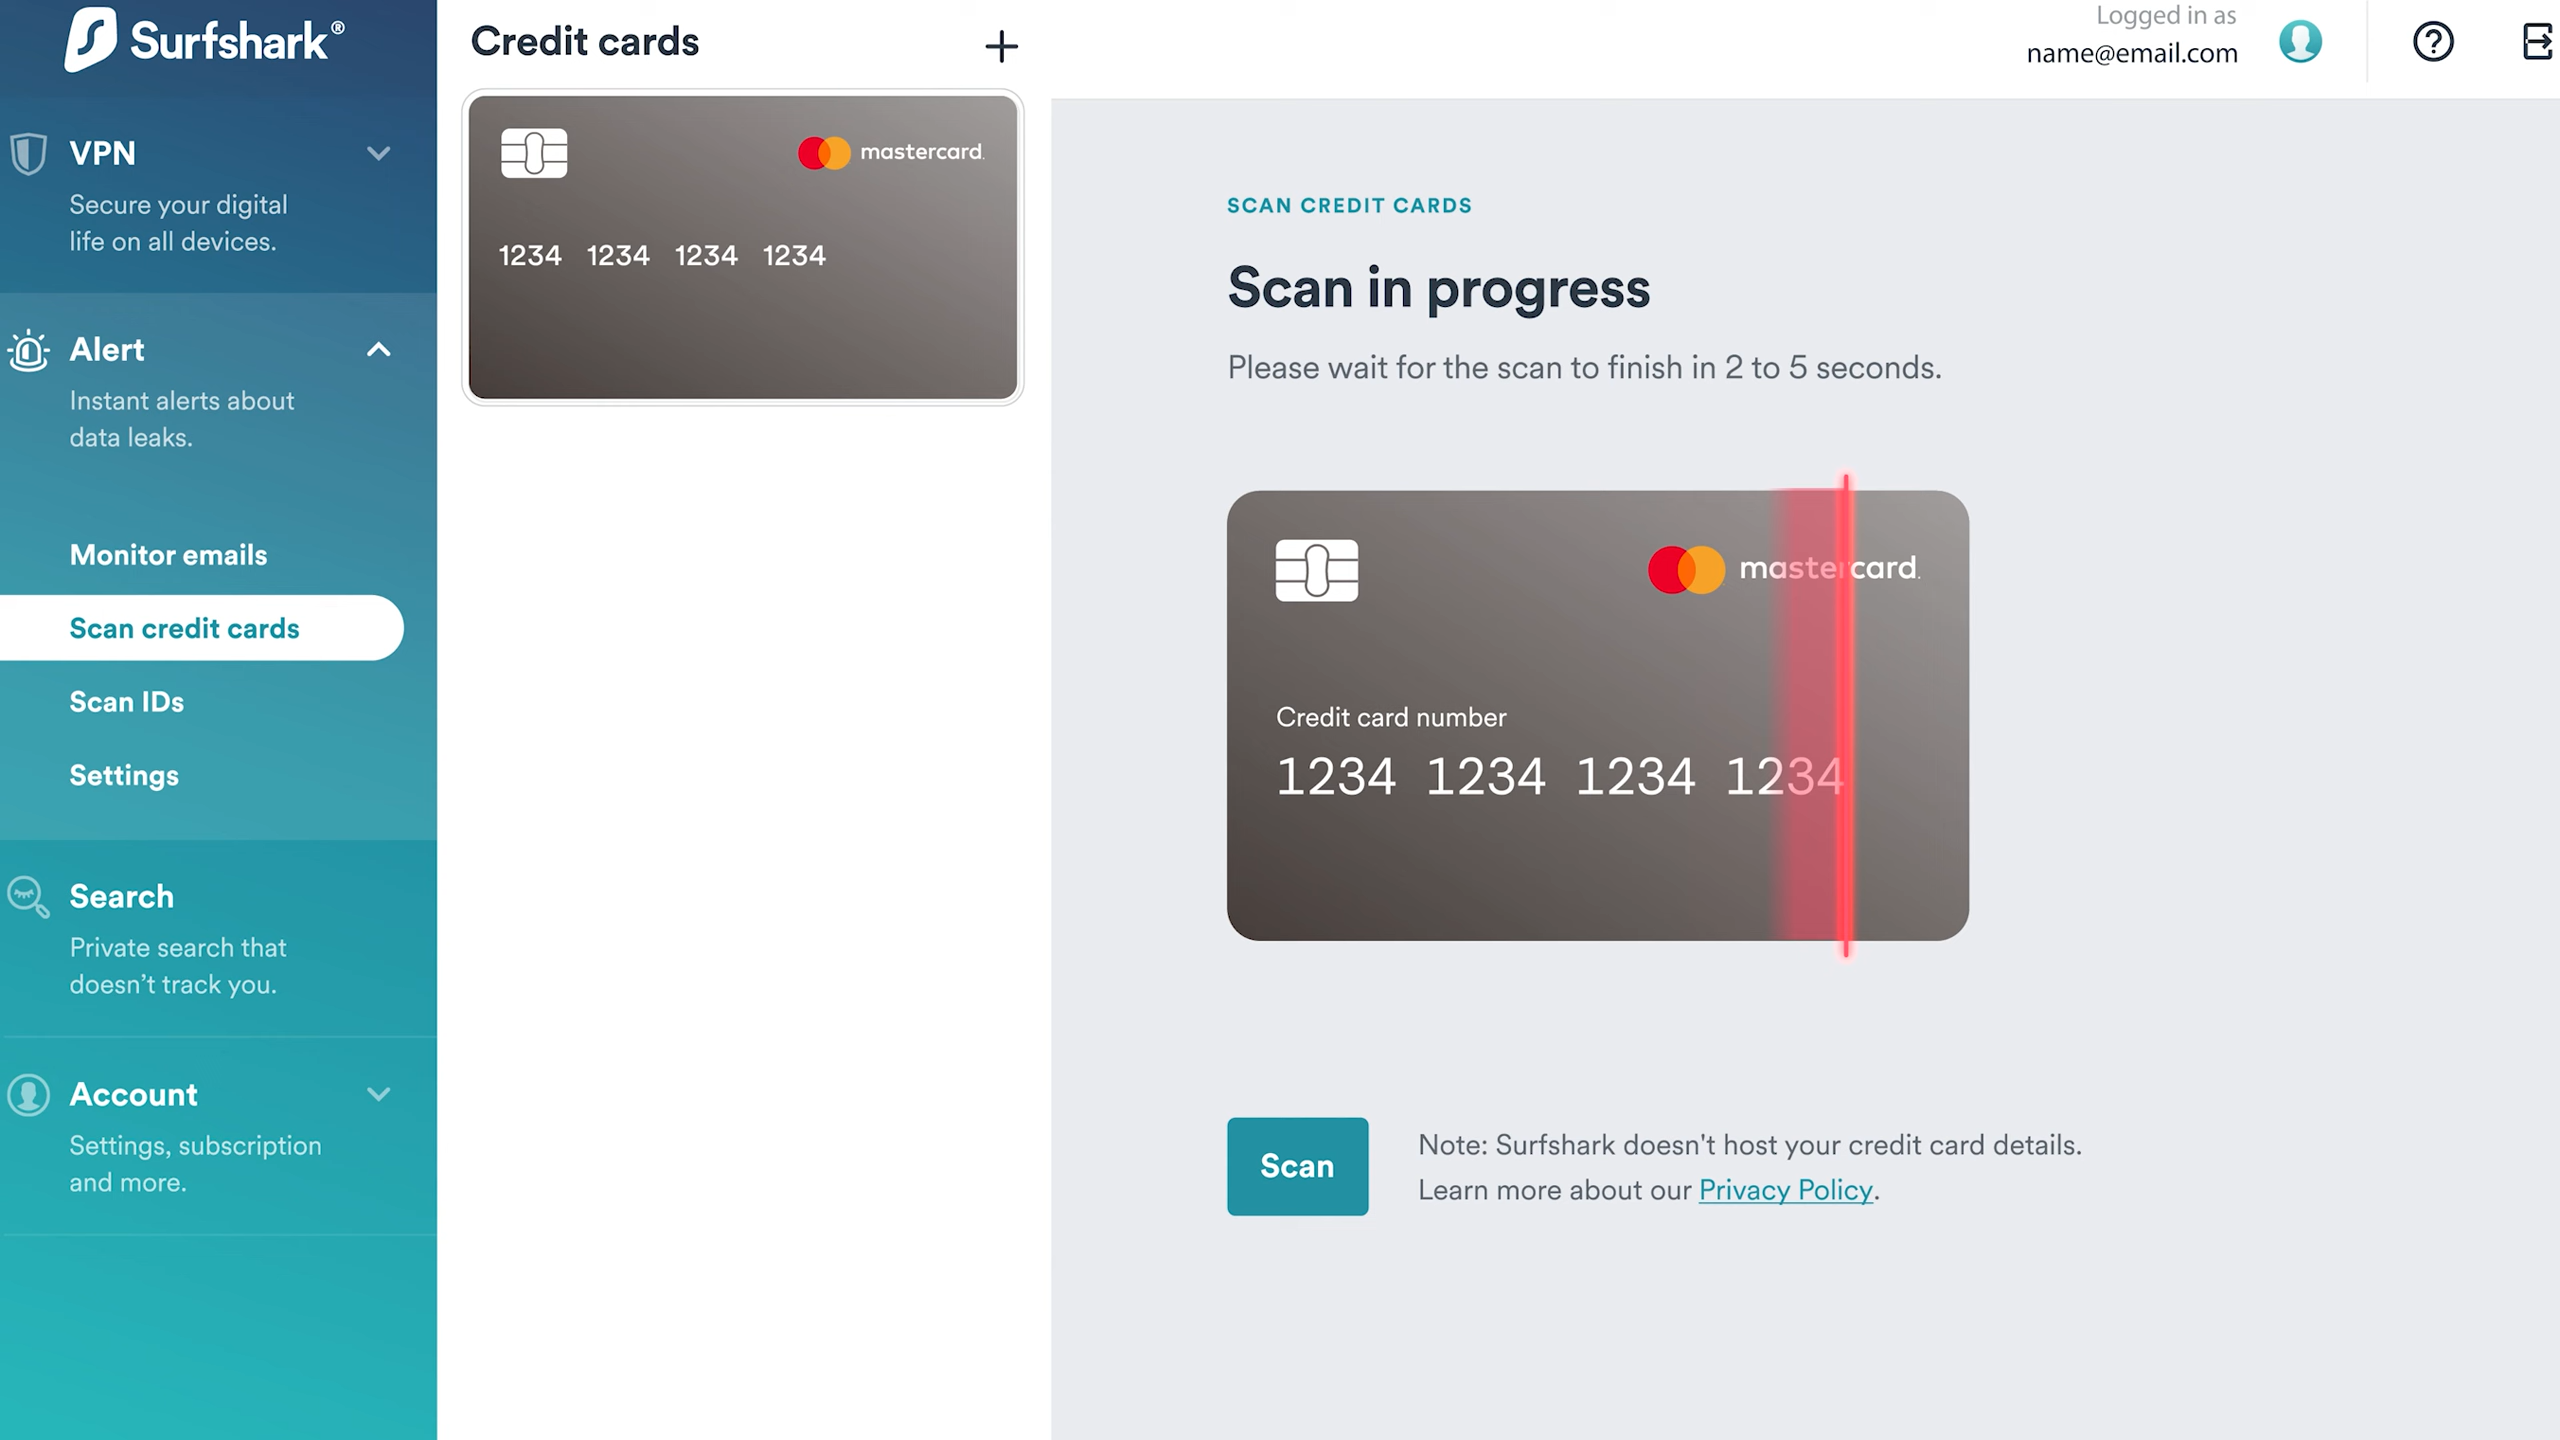 Surfshark®
VPN
Secure your digital
life on all devices.
Alert
Instant alerts about
data leaks.
Monitor emails
Scan credit cards
Scan IDs
Settings
Search
Private search that
doesn’t track you.
Account
Settings, subscription
and more.
Credit cards
mastercard.
1234 1234 1234 1234
Logged in as
name@email.com
SCAN CREDIT CARDS
Scan in progress
Please wait for the scan to finish in 2 to 5 seconds.
mastercard.
Credit card number
1234 1234 1234 1234
Scan
Note: Surfshark doesn't host your credit card details.
Learn more about our Privacy Policy.